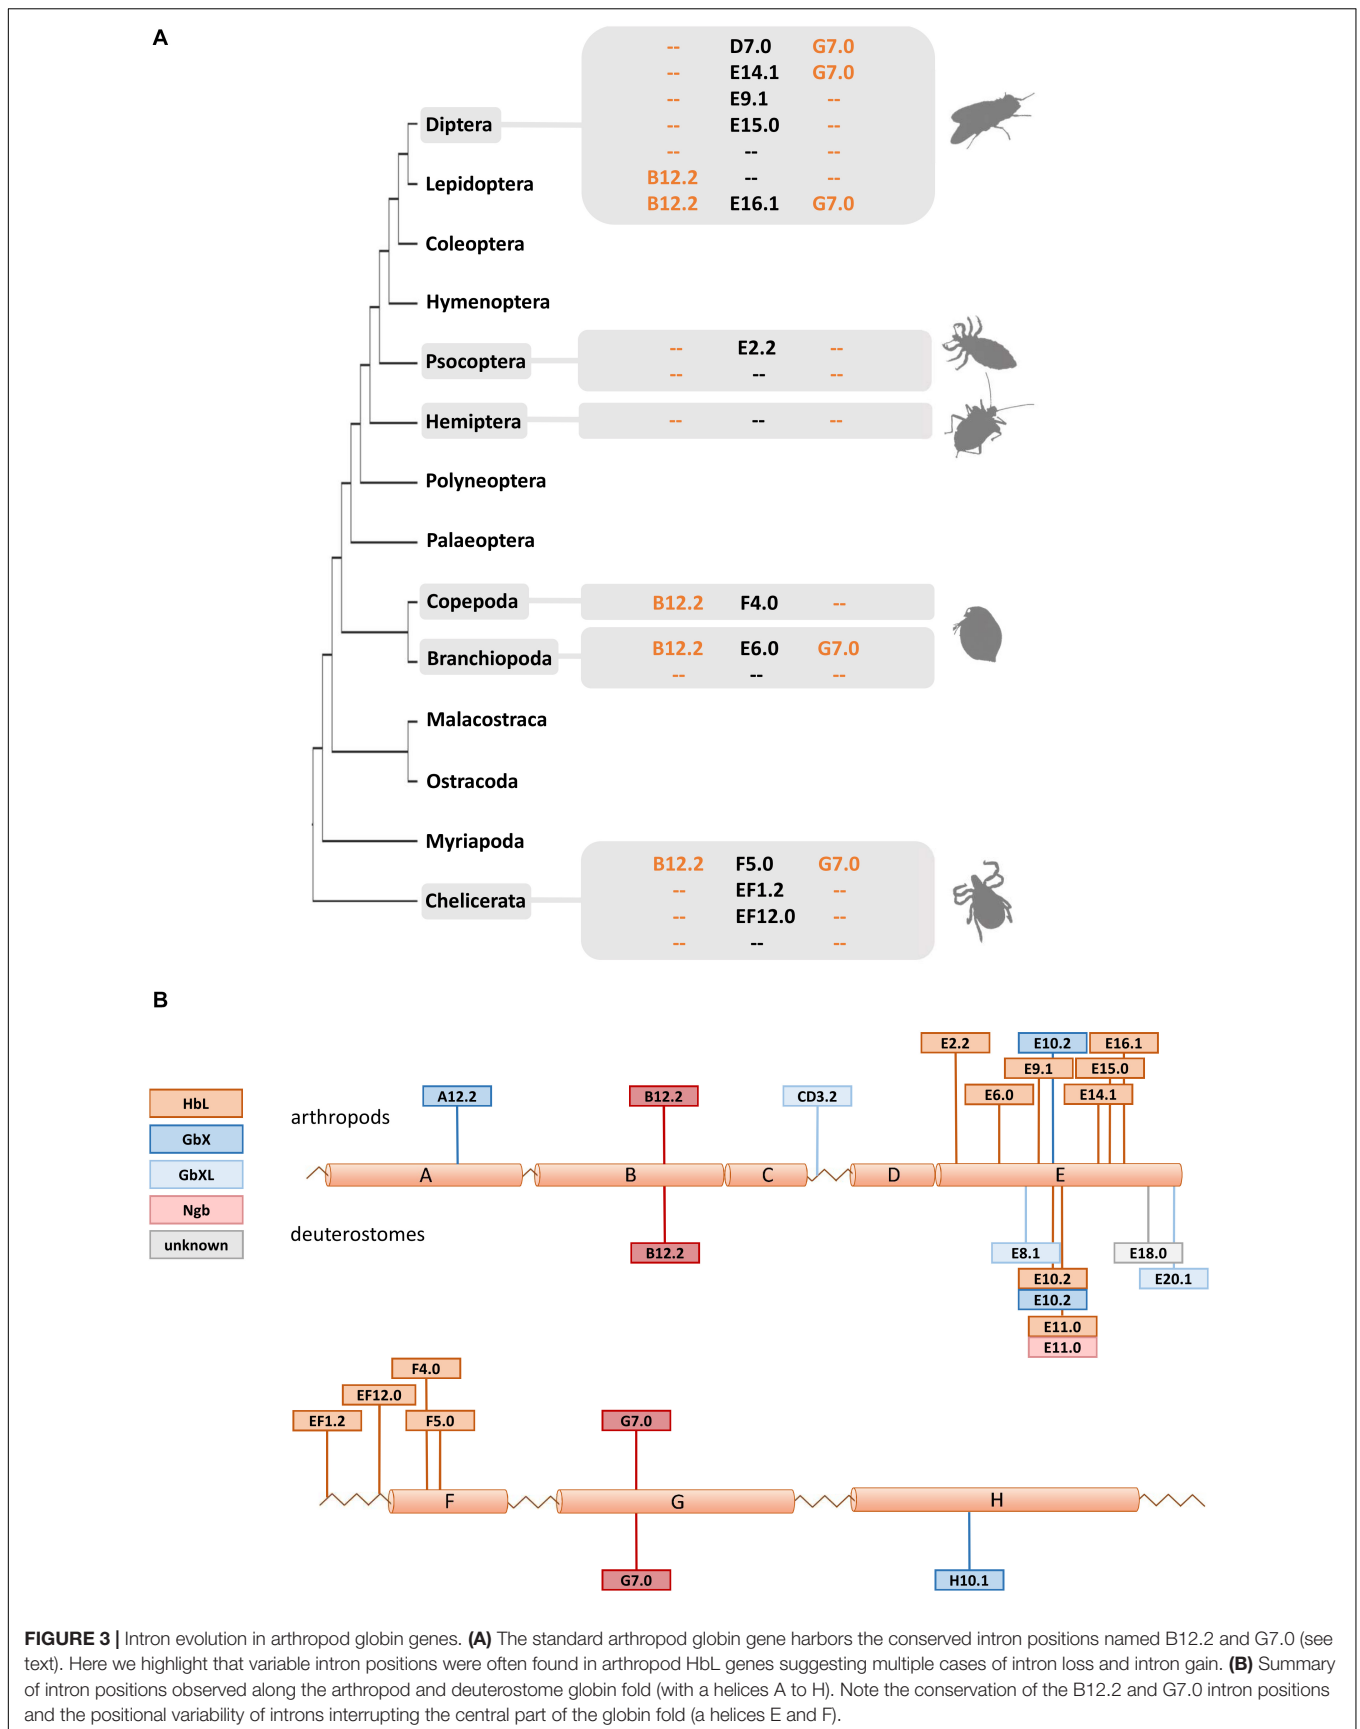 A
-- D7.0 G7.0
-- E14.1 G7.0
-- E9.1 --
Diptera -- E15.0 --
-- -- --
B12.2 -- --
Lepidoptera
B12.2 E16.1 G7.0
Coleoptera
Hymenoptera
-- E2.2 --
Psocoptera
-- -- --
Hemiptera -- -- --
Polyneoptera
Palaeoptera
Copepoda B12.2 F4.0 --
B12.2 E6.0 G7.0
Branchiopoda
-- -- --
Malacostraca
Ostracoda
Myriapoda
B12.2 F5.0 G7.0
-- EF1.2 --
Chelicerata
-- EF12.0 --
-- -- --
B
HbL
GbX
GbXL
Ngb
unknown
arthropods
deuterostomes
E2.2 E10.2 E16.1
E9.1 E15.0
A12.2 B12.2 CD3.2 E6.0 E14.1
A B C D E
B12.2 E8.1 E18.0
E10.2 E20.1
E10.2
E11.0
E11.0
F4.0
EF12.0
EF1.2 F5.0 G7.0
F G H
G7.0 H10.1
FIGURE 3 | Intron evolution in arthropod globin genes. (A) The standard arthropod globin gene harbors the conserved intron positions named B12.2 and G7.0 (see
text). Here we highlight that variable intron positions were often found in arthropod HbL genes suggesting multiple cases of intron loss and intron gain. (B) Summary
of intron positions observed along the arthropod and deuterostome globin fold (with a helices A to H). Note the conservation of the B12.2 and G7.0 intron positions
and the positional variability of introns interrupting the central part of the globin fold (a helices E and F).